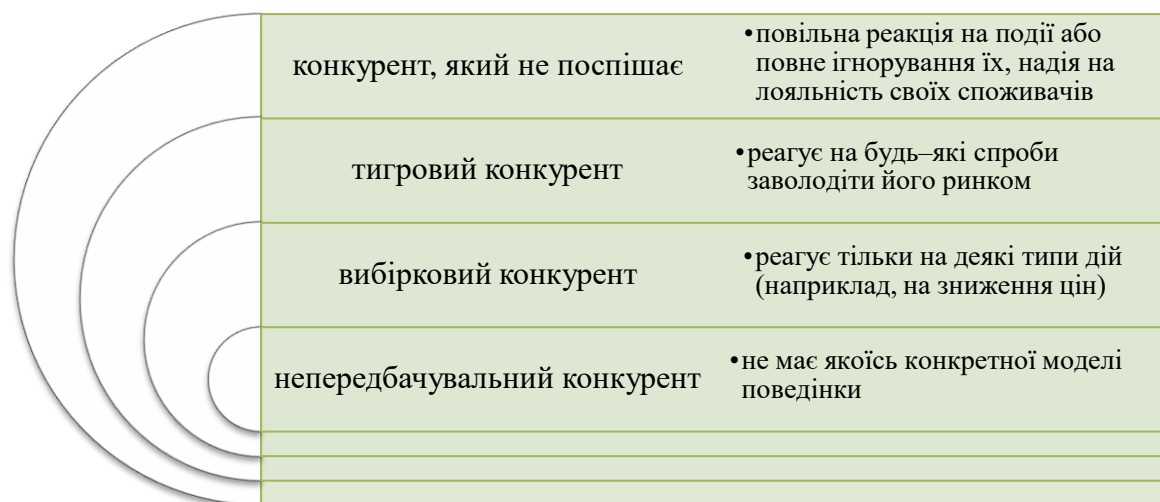 конкурент, який не поспішає
•повільна реакція на події або
повне ігнорування їх, надія на
лояльність своїх споживачів
тигровий конкурент
•реагує на будь–які спроби
заволодіти його ринком
вибірковий конкурент
•реагує тільки на деякі типи дій
(наприклад, на зниження цін)
непередбачувальний конкурент
•не має якоїсь конкретної моделі
поведінки